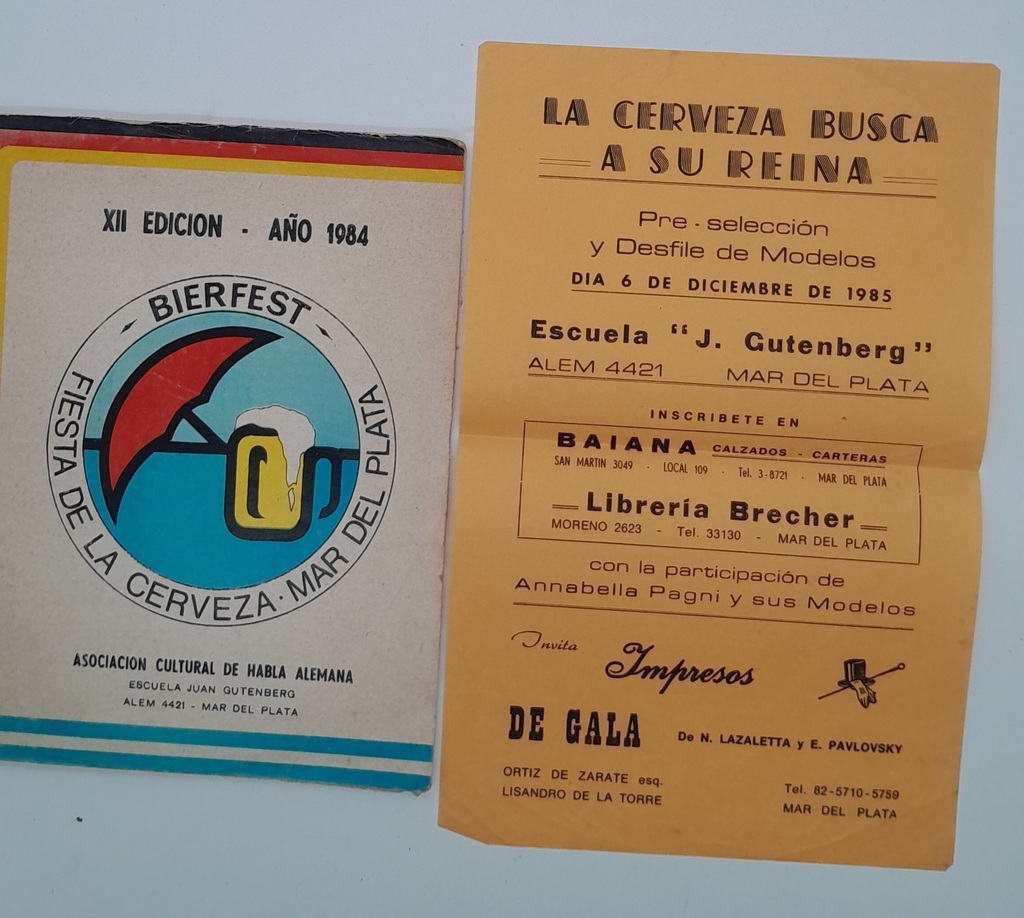 XII EDICION - AÑO 1984
BIERFEST
FIESTA DE LA CERVEZA · MAR DEL PLATA
ASOCIACION CULTURAL DE HABLA ALEMANA
ESCUELA JUAN GUTENBERG
ALEM 4421 - MAR DEL PLATA
LA CERVEZA BUSCA
A SU REINA
Pre - selección
y Desfile de Modelos
DIA 6 DE DICIEMBRE DE 1985
Escuela “J. Gutenberg”
ALEM 4421 MAR DEL PLATA
INSCRIBETE EN
BAIANA CALZADOS - CARTERAS
SAN MARTIN 3049 - LOCAL 109 - Tel. 3-8721 - MAR DEL PLATA
Librería Brecher
MORENO 2623 - Tel. 33130 - MAR DEL PLATA
con la participación de
Annabella Pagni y sus Modelos
Invita
Impresos
DE GALA De N. LAZALETTA y E. PAVLOVSKY
ORTIZ DE ZARATE esq. Tel. 82-5710-5759
LISANDRO DE LA TORRE MAR DEL PLATA